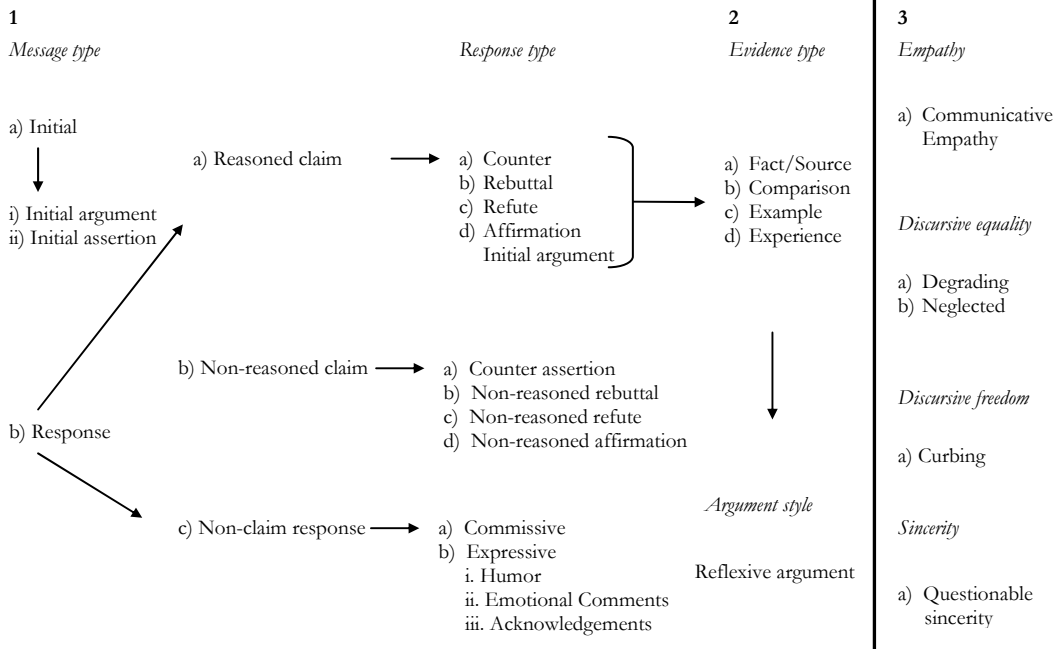 1
Message type
a) Initial
i) Initial argument
ii) Initial assertion
b) Response
a) Reasoned claim
b) Non-reasoned claim
c) Non-claim response
Response type
a) Counter
b) Rebuttal
c) Refute
d) Affirmation
Initial argument
a) Counter assertion
b) Non-reasoned rebuttal
c) Non-reasoned refute
d) Non-reasoned affirmation
a) Commissive
b) Expressive
i. Humor
ii. Emotional Comments
iii. Acknowledgements
2
Evidence type
a) Fact/Source
b) Comparison
c) Example
d) Experience
Argument style
Reflexive argument
3
Empathy
a) Communicative
Empathy
Discursive equality
a) Degrading
b) Neglected
Discursive freedom
a) Curbing
Sincerity
a) Questionable
sincerity